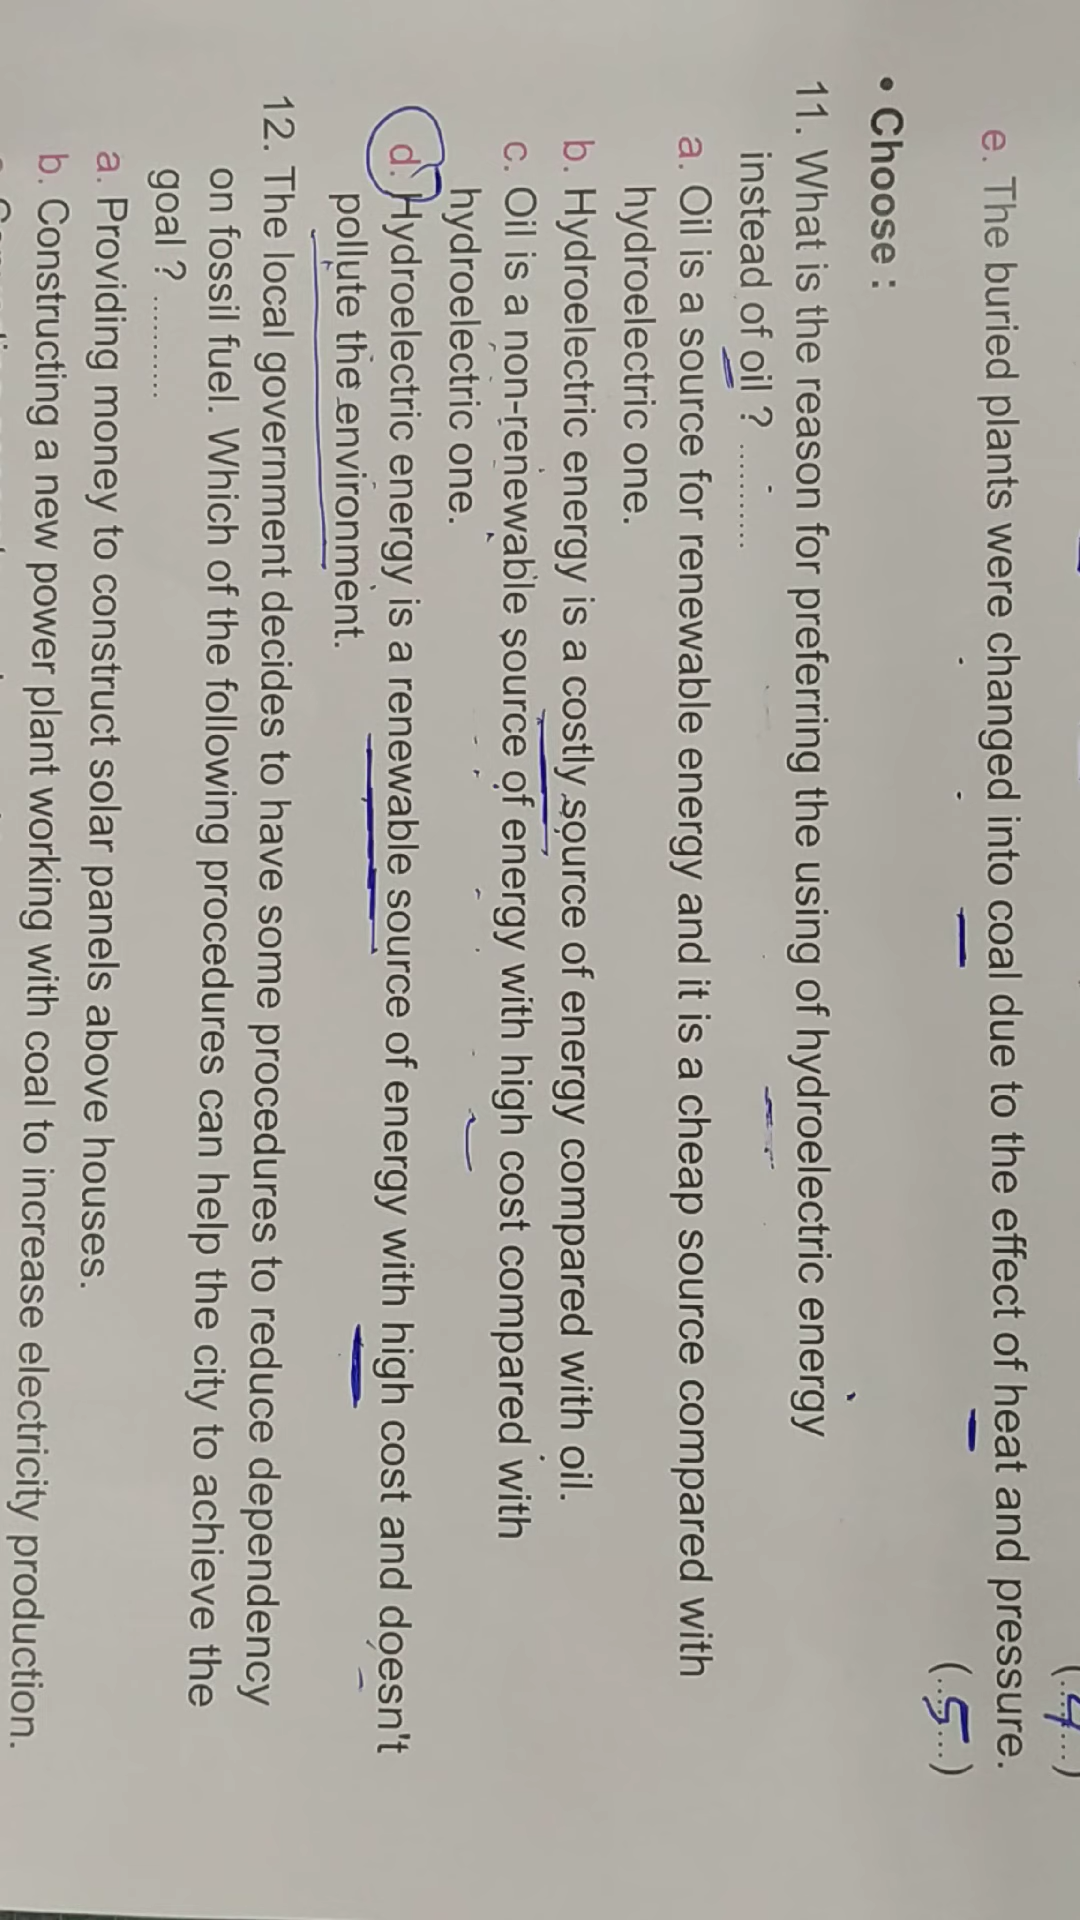 (....4....)
e. The buried plants were changed into coal due to the effect of heat and pressure.
(....5....)
• Choose :
11. What is the reason for preferring the using of hydroelectric energy
instead of oil ? ..........
a. Oil is a source for renewable energy and it is a cheap source compared with
hydroelectric one.
b. Hydroelectric energy is a costly source of energy compared with oil.
c. Oil is a non-renewable source of energy with high cost compared with
hydroelectric one.
d. Hydroelectric energy is a renewable source of energy with high cost and doesn't
pollute the environment.
12. The local government decides to have some procedures to reduce dependency
on fossil fuel. Which of the following procedures can help the city to achieve the
goal ? ..........
a. Providing money to construct solar panels above houses.
b. Constructing a new power plant working with coal to increase electricity production.